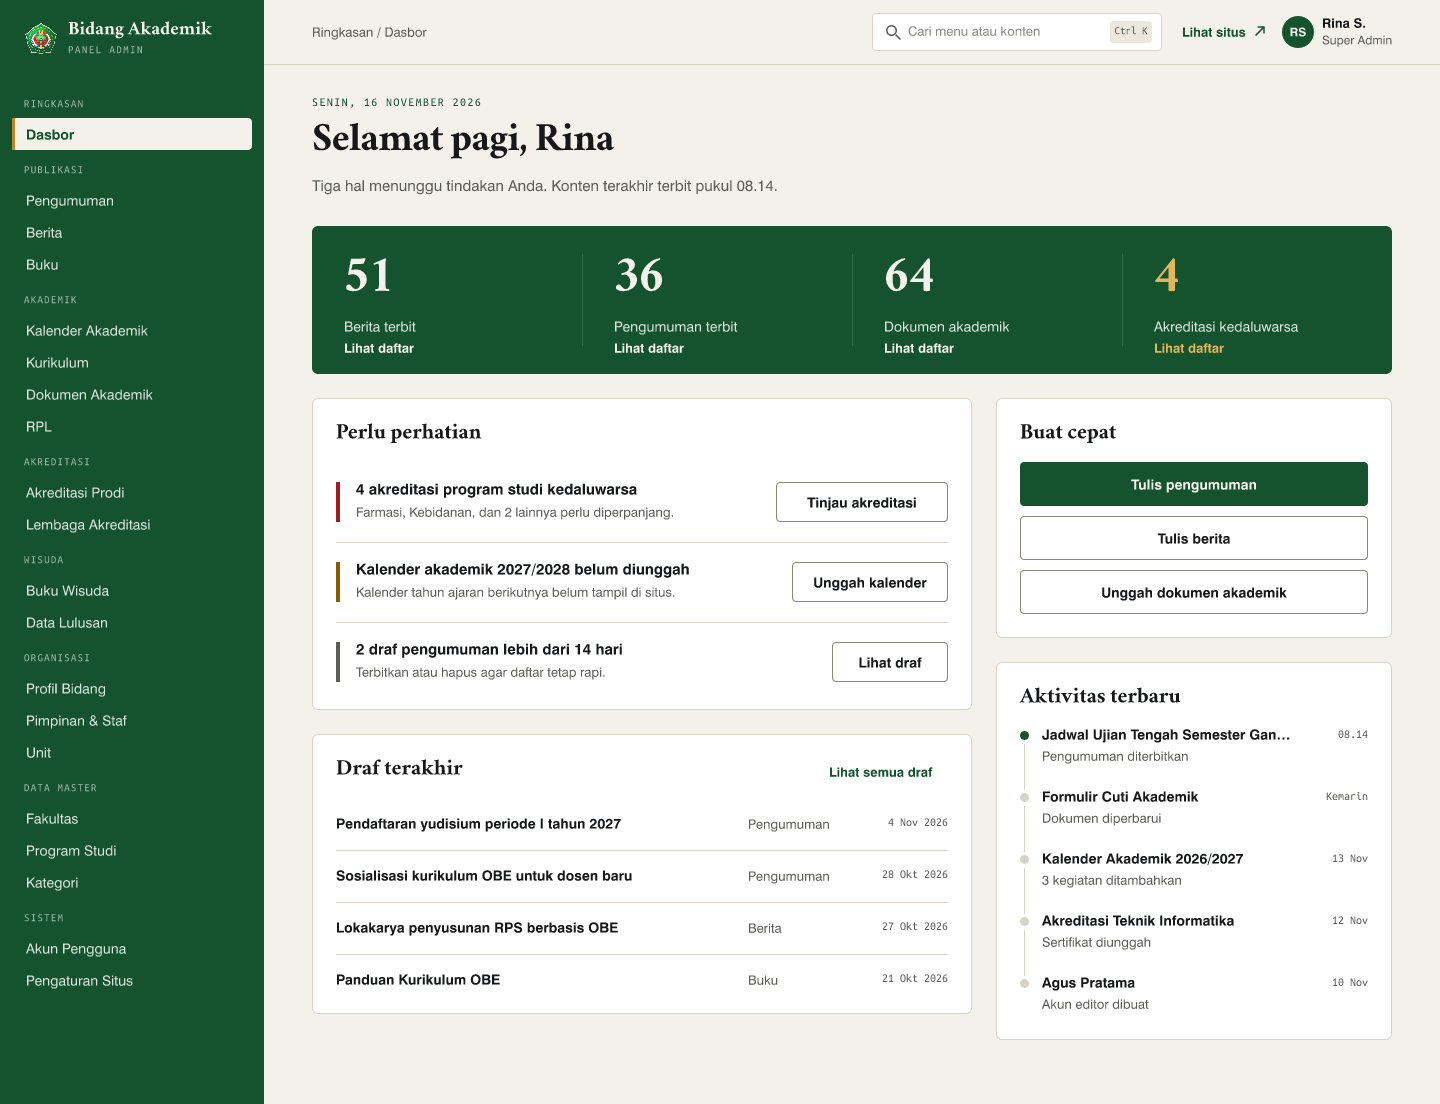 Bidang Akademik
PANEL ADMIN
RINGKASAN
Dasbor
PUBLIKASI
Pengumuman
Berita
Buku
AKADEMIK
Kalender Akademik
Kurikulum
Dokumen Akademik
RPL
AKREDITASI
Akreditasi Prodi
Lembaga Akreditasi
WISUDA
Buku Wisuda
Data Lulusan
ORGANISASI
Profil Bidang
Pimpinan & Staf
Unit
DATA MASTER
Fakultas
Program Studi
Kategori
SISTEM
Akun Pengguna
Pengaturan Situs
Ringkasan / Dasbor
Cari menu atau konten
Ctrl K
Lihat situs
RS
Rina S.
Super Admin
SENIN, 16 NOVEMBER 2026
Selamat pagi, Rina
Tiga hal menunggu tindakan Anda. Konten terakhir terbit pukul 08.14.
51
Berita terbit
Lihat daftar
36
Pengumuman terbit
Lihat daftar
64
Dokumen akademik
Lihat daftar
4
Akreditasi kedaluwarsa
Lihat daftar
Perlu perhatian
4 akreditasi program studi kedaluwarsa
Farmasi, Kebidanan, dan 2 lainnya perlu diperpanjang.
Tinjau akreditasi
Kalender akademik 2027/2028 belum diunggah
Kalender tahun ajaran berikutnya belum tampil di situs.
Unggah kalender
2 draf pengumuman lebih dari 14 hari
Terbitkan atau hapus agar daftar tetap rapi.
Lihat draf
Draf terakhir
Lihat semua draf
Pendaftaran yudisium periode I tahun 2027 Pengumuman 4 Nov 2026
Sosialisasi kurikulum OBE untuk dosen baru Pengumuman 28 Okt 2026
Lokakarya penyusunan RPS berbasis OBE Berita 27 Okt 2026
Panduan Kurikulum OBE Buku 21 Okt 2026
Buat cepat
Tulis pengumuman
Tulis berita
Unggah dokumen akademik
Aktivitas terbaru
Jadwal Ujian Tengah Semester Gan… 08.14
Pengumuman diterbitkan
Formulir Cuti Akademik Kemarin
Dokumen diperbarui
Kalender Akademik 2026/2027 13 Nov
3 kegiatan ditambahkan
Akreditasi Teknik Informatika 12 Nov
Sertifikat diunggah
Agus Pratama 10 Nov
Akun editor dibuat